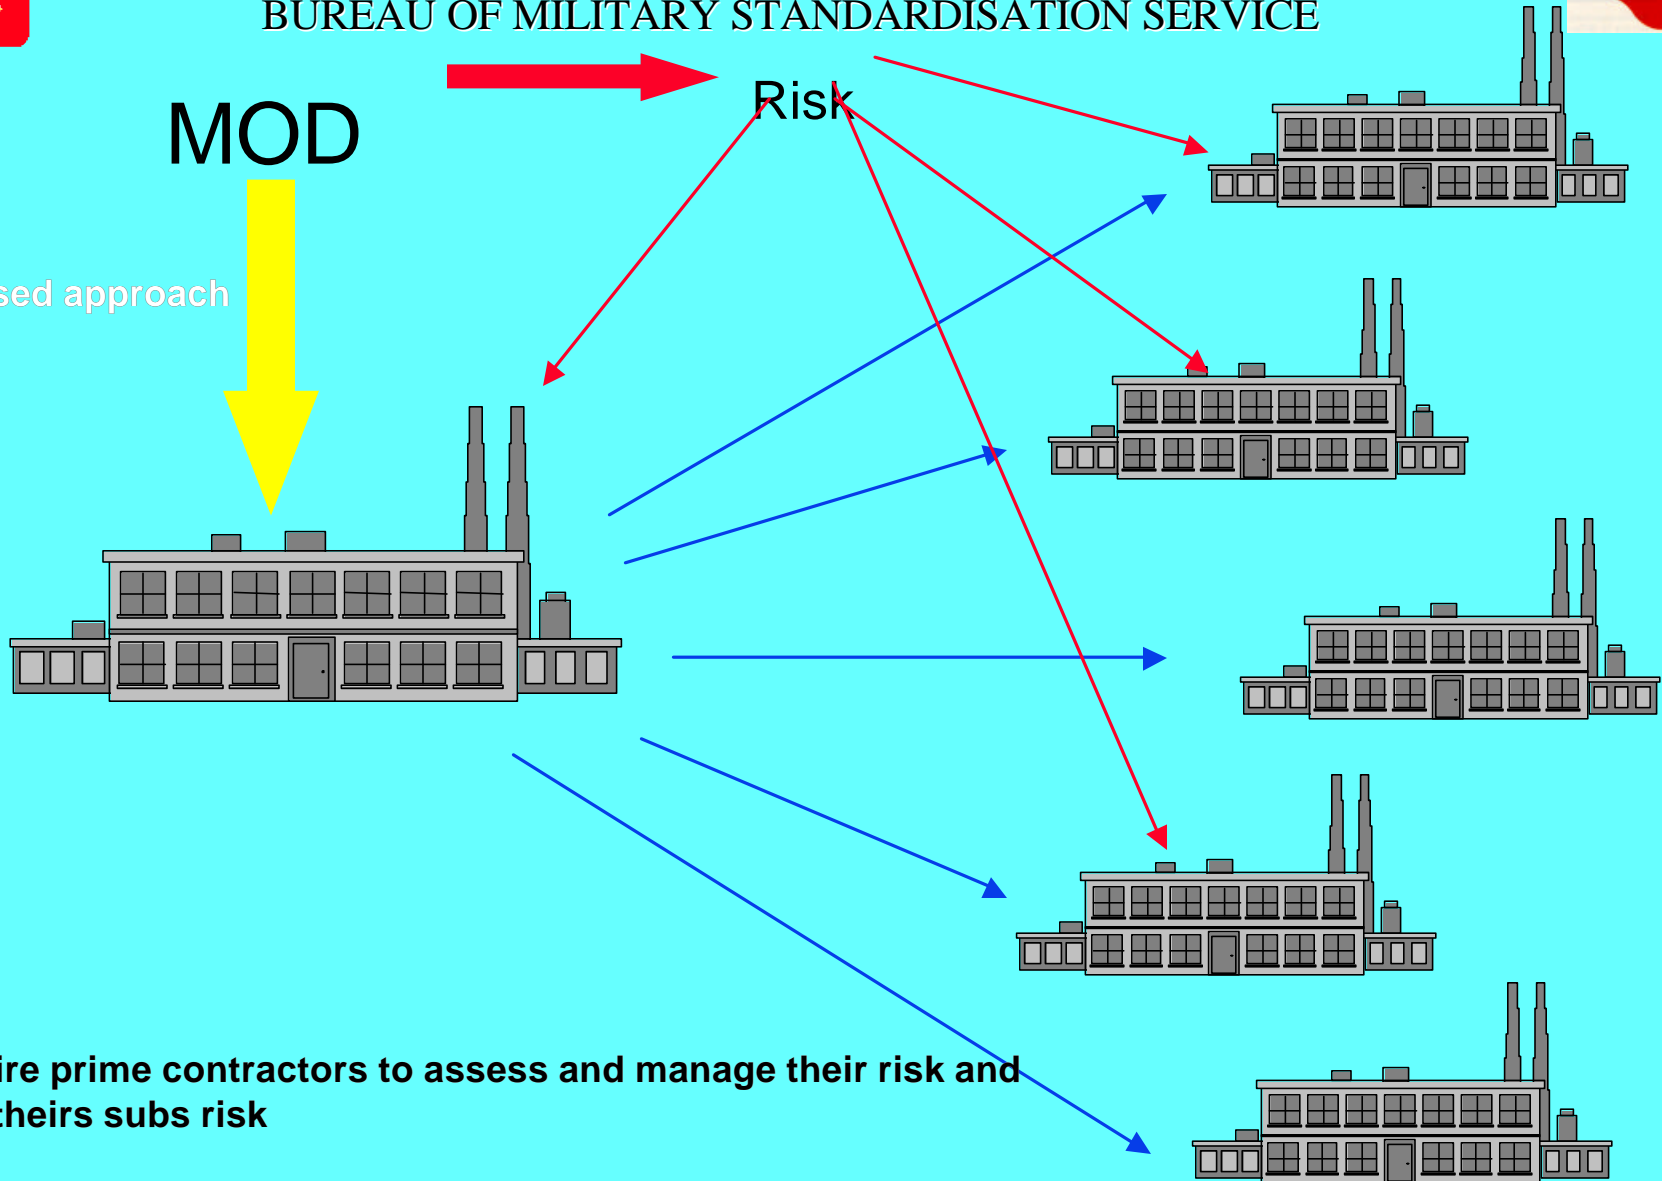 BUREAU OF MILITARY STANDARDISATION SERVICE
Risk
MOD
sed approach
ire prime contractors to assess and manage their risk and
theirs subs risk